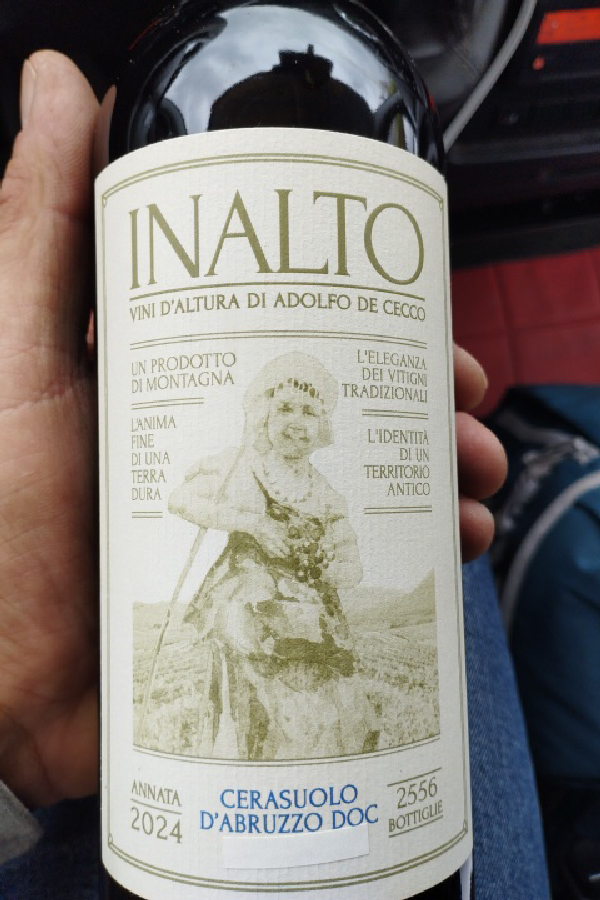 INALTO
VINI D'ALTURA DI ADOLFO DE CECCO
UN PRODOTTO
DI MONTAGNA
L'ELEGANZA
DEI VITIGNI
TRADIZIONALI
L'ANIMA
FINE
DI UNA
TERRA
DURA
L'IDENTITÀ
DI UN
TERRITORIO
ANTICO
ANNATA
2024
CERASUOLO
D'ABRUZZO DOC
2556
BOTTIGLIE